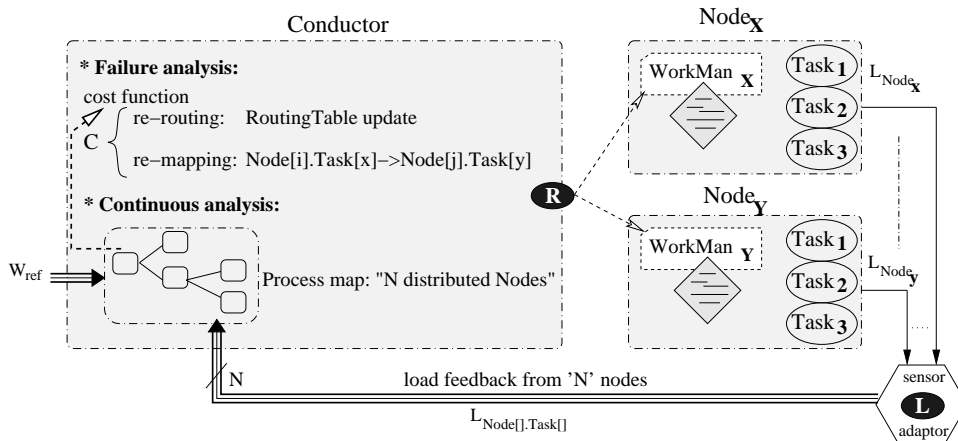 Conductor
* Failure analysis:
cost function
C
re-routing: RoutingTable update
re-mapping: Node[i].Task[x]->Node[j].Task[y]
* Continuous analysis:
W ref
Process map: "N distributed Nodes"
R
Node X
WorkMan X
Task 1
Task 2
Task 3
L Node x
Node Y
WorkMan Y
Task 1
Task 2
Task 3
L Node y
N
load feedback from 'N' nodes
L Node[].Task[]
sensor
L
adaptor